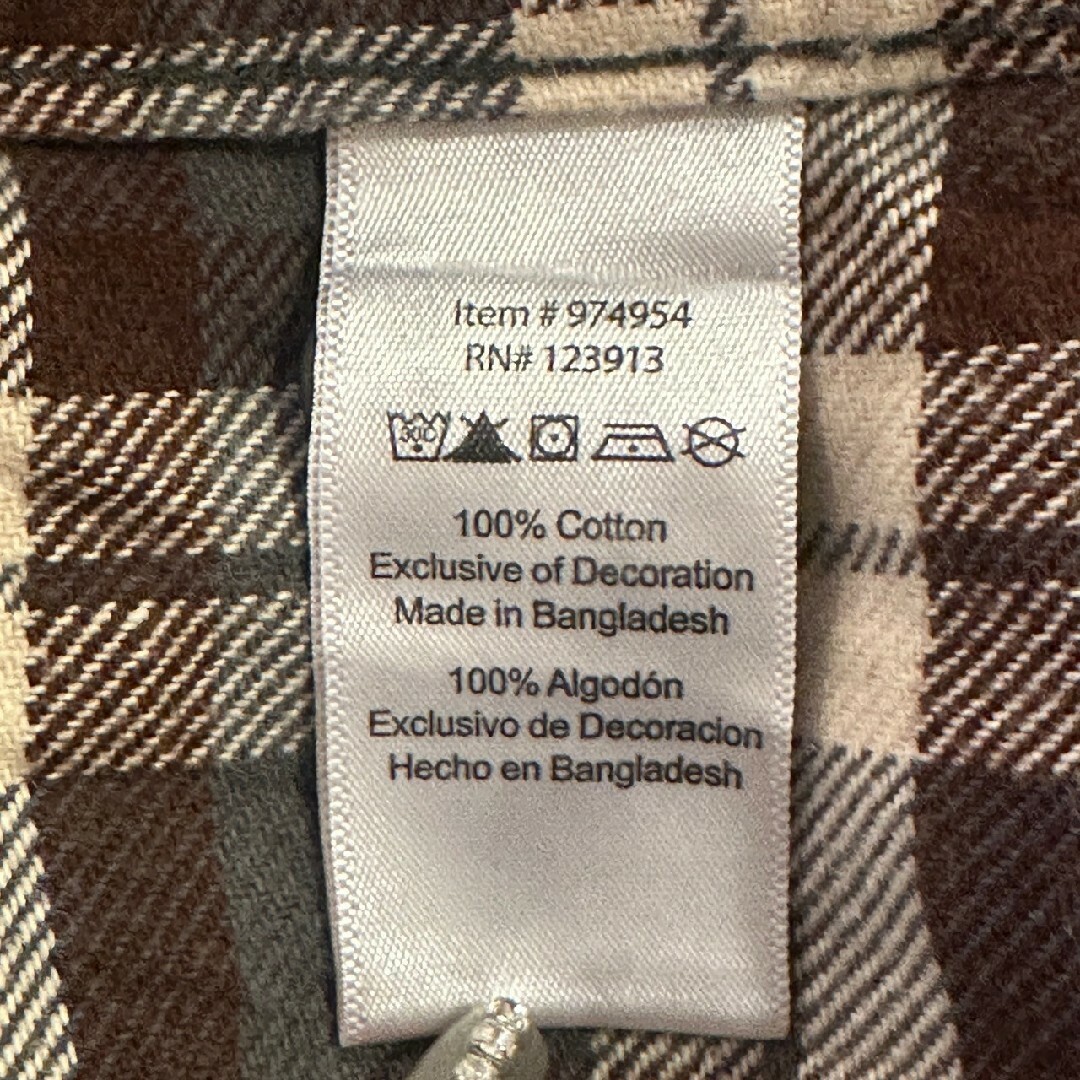 Item # 974954
RN# 123913
30C
100% Cotton
Exclusive of Decoration
Made in Bangladesh
100% Algodón
Exclusivo de Decoracion
Hecho en Bangladesh